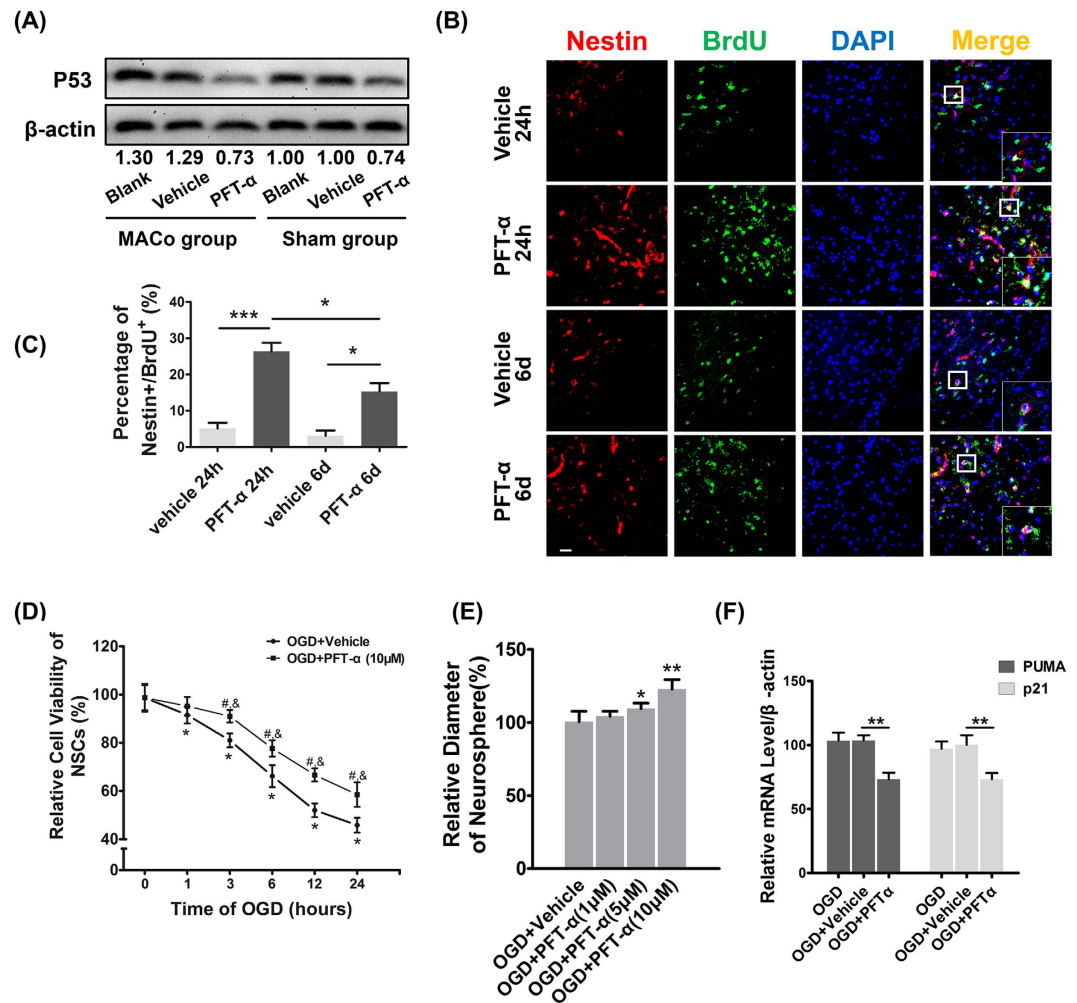 (A)
P53
β-actin
1.30 1.29 0.73 1.00 1.00 0.74
Blank Vehicle PFT-α Blank Vehicle PFT-α
MACo group Sham group
(B)
Nestin BrdU DAPI Merge
Vehicle
24h
PFT-α
24h
Vehicle
6d
PFT-α
6d
(C)
Percentage of
Nestin+/BrdU+ (%)
40
30
20
10
0
*** * *
vehicle 24h PFT-α 24h vehicle 6d PFT-α 6d
(D)
Relative Cell Viability of
NSCs (%)
120
100
80
60
40
0
OGD+Vehicle
OGD+PFT-α (10μM)
#,& #,& #,& #,&
* * * * *
0 1 3 6 12 24
Time of OGD (hours)
(E)
Relative Diameter
of Neurosphere(%)
150
100
50
0
* **
OGD+Vehicle
OGD+PFT-α(1μM)
OGD+PFT-α(5μM)
OGD+PFT-α(10μM)
(F)
Relative mRNA Level/β -actin
150
100
50
0
PUMA
p21
** **
OGD OGD+Vehicle OGD+PFTα OGD OGD+Vehicle OGD+PFTα